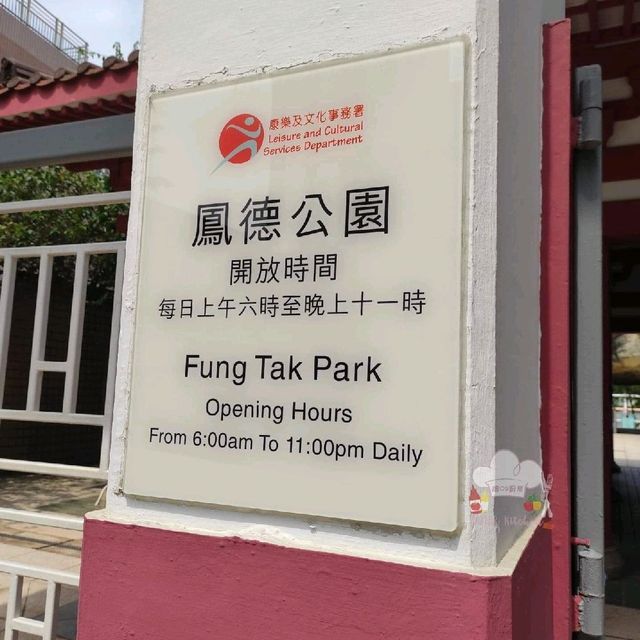 康樂及文化事務署
Leisure and Cultural
Services Department
鳳德公園
開放時間
每日上午六時至晚上十一時
Fung Tak Park
Opening Hours
From 6:00am To 11:00pm Daily